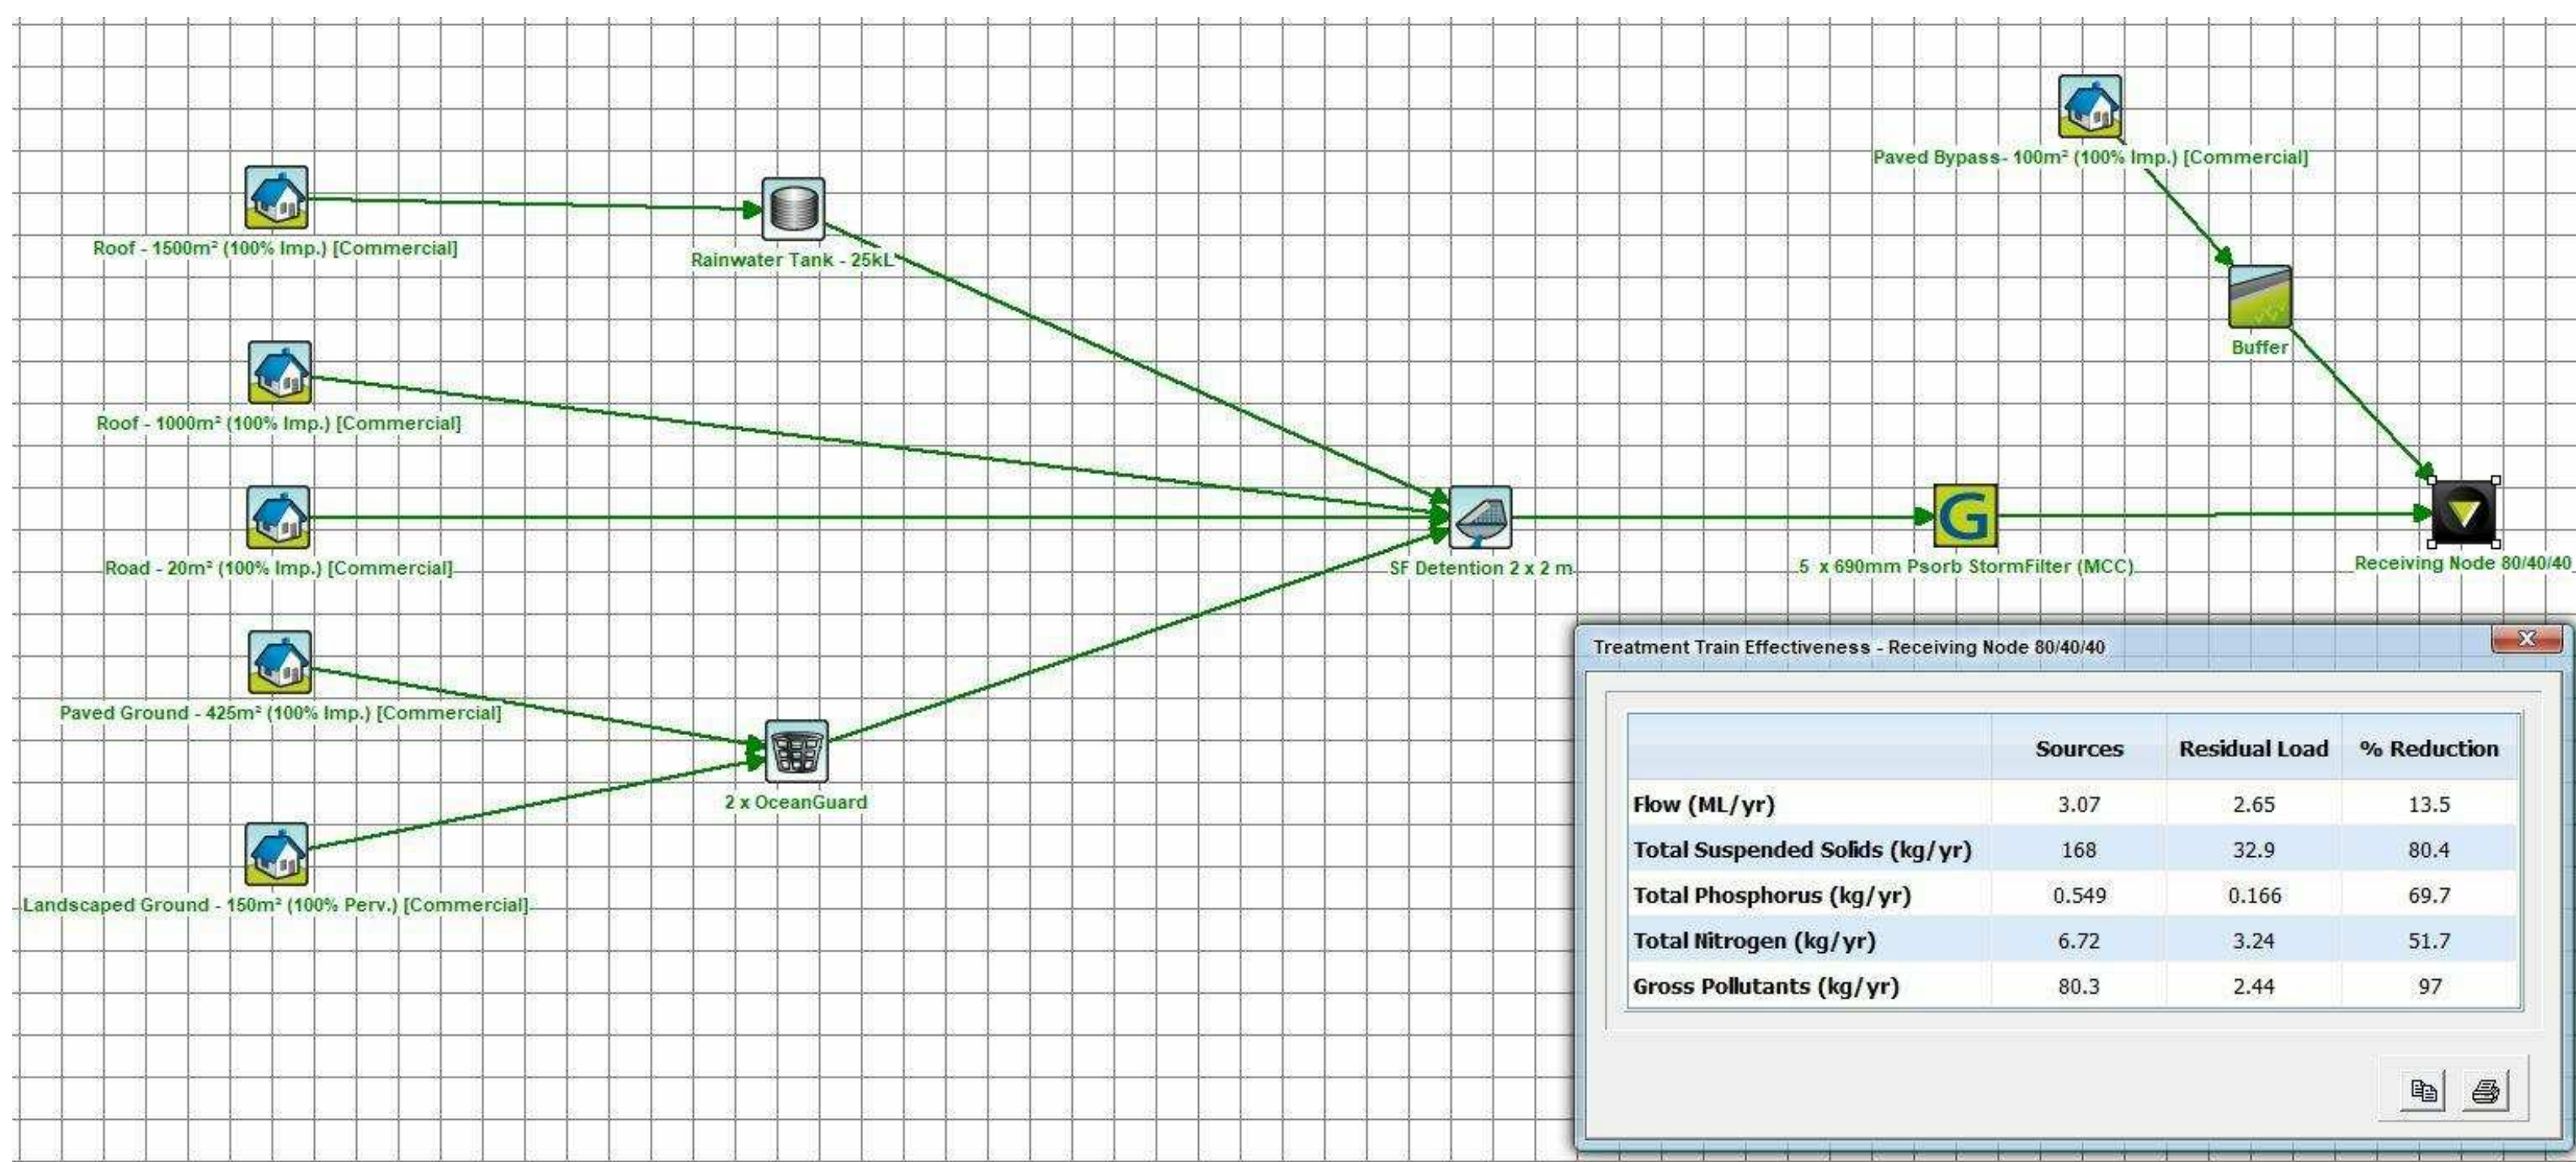 Paved Bypass- 100m² (100% Imp.) [Commercial]
Roof - 1500m² (100% Imp.) [Commercial]
Rainwater Tank - 25kL
Buffer
Roof - 1000m² (100% Imp.) [Commercial]
Road - 20m² (100% Imp.) [Commercial]
SF Detention 2 x 2 m
G
5 x 690mm Psorb StormFilter (MCC)
Receiving Node 80/40/40
Paved Ground - 425m² (100% Imp.) [Commercial]
2 x OceanGuard
Landscaped Ground - 150m² (100% Perv.) [Commercial]
Treatment Train Effectiveness - Receiving Node 80/40/40
X
Sources Residual Load % Reduction
Flow (ML/yr) 3.07 2.65 13.5
Total Suspended Solids (kg/yr) 168 32.9 80.4
Total Phosphorus (kg/yr) 0.549 0.166 69.7
Total Nitrogen (kg/yr) 6.72 3.24 51.7
Gross Pollutants (kg/yr) 80.3 2.44 97